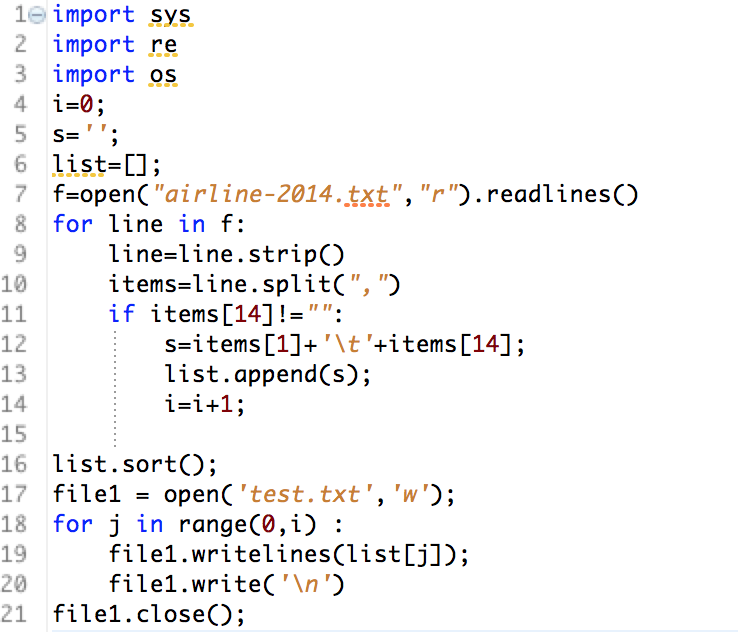 1 import sys
2 import re
3 import os
4 i=0;
5 s='';
6 list=[];
7 f=open("airline-2014.txt","r").readlines()
8 for line in f:
9     line=line.strip()
10     items=line.split(",")
11     if items[14]!="":
12         s=items[1]+'\t'+items[14];
13         list.append(s);
14         i=i+1;
15
16 list.sort();
17 file1 = open('test.txt','w');
18 for j in range(0,i) :
19     file1.writelines(list[j]);
20     file1.write('\n')
21 file1.close();